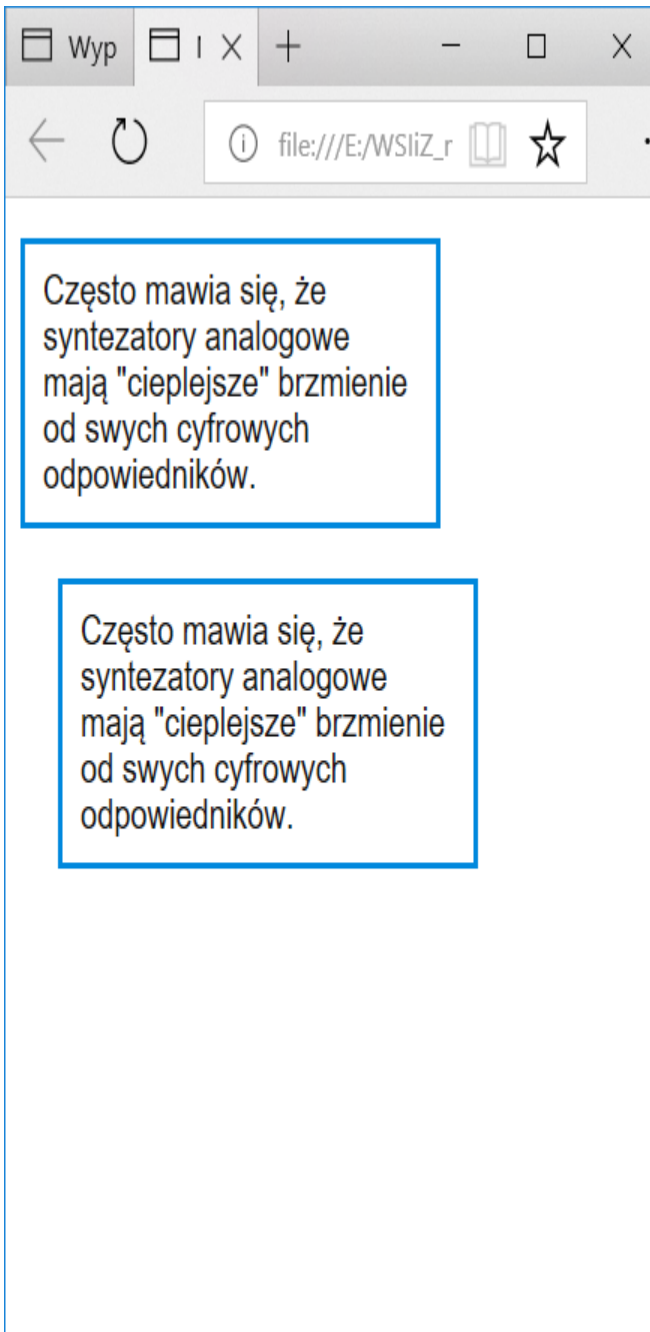 Wyp
file:///E:/WSIiZ_r
Często mawia się, że
syntezatory analogowe
mają "cieplejsze" brzmienie
od swych cyfrowych
odpowiedników.
Często mawia się, że
syntezatory analogowe
mają "cieplejsze" brzmienie
od swych cyfrowych
odpowiedników.